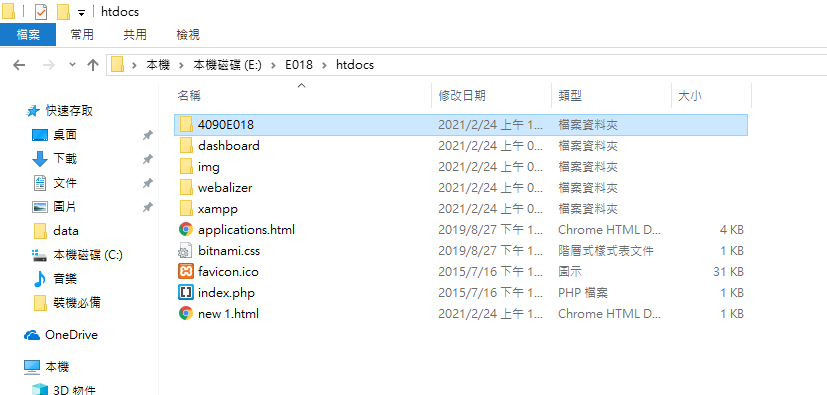 htdocs
檔案 常用 共用 檢視
本機 本機磁碟 (E:) E018 htdocs
名稱 修改日期 類型 大小
快速存取
桌面
下載
文件
圖片
data
本機磁碟 (C:)
音樂
裝機必備
OneDrive
本機
3D 物件
4090E018 2021/2/24 上午 1... 檔案資料夾
dashboard 2021/2/24 上午 0... 檔案資料夾
img 2021/2/24 上午 0... 檔案資料夾
webalizer 2021/2/24 上午 0... 檔案資料夾
xampp 2021/2/24 上午 0... 檔案資料夾
applications.html 2019/8/27 下午 1... Chrome HTML D... 4 KB
bitnami.css 2019/8/27 下午 1... 階層式樣式表文件 1 KB
favicon.ico 2015/7/16 下午 1... 圖示 31 KB
index.php 2015/7/16 下午 1... PHP 檔案 1 KB
new 1.html 2021/2/24 上午 1... Chrome HTML D... 1 KB